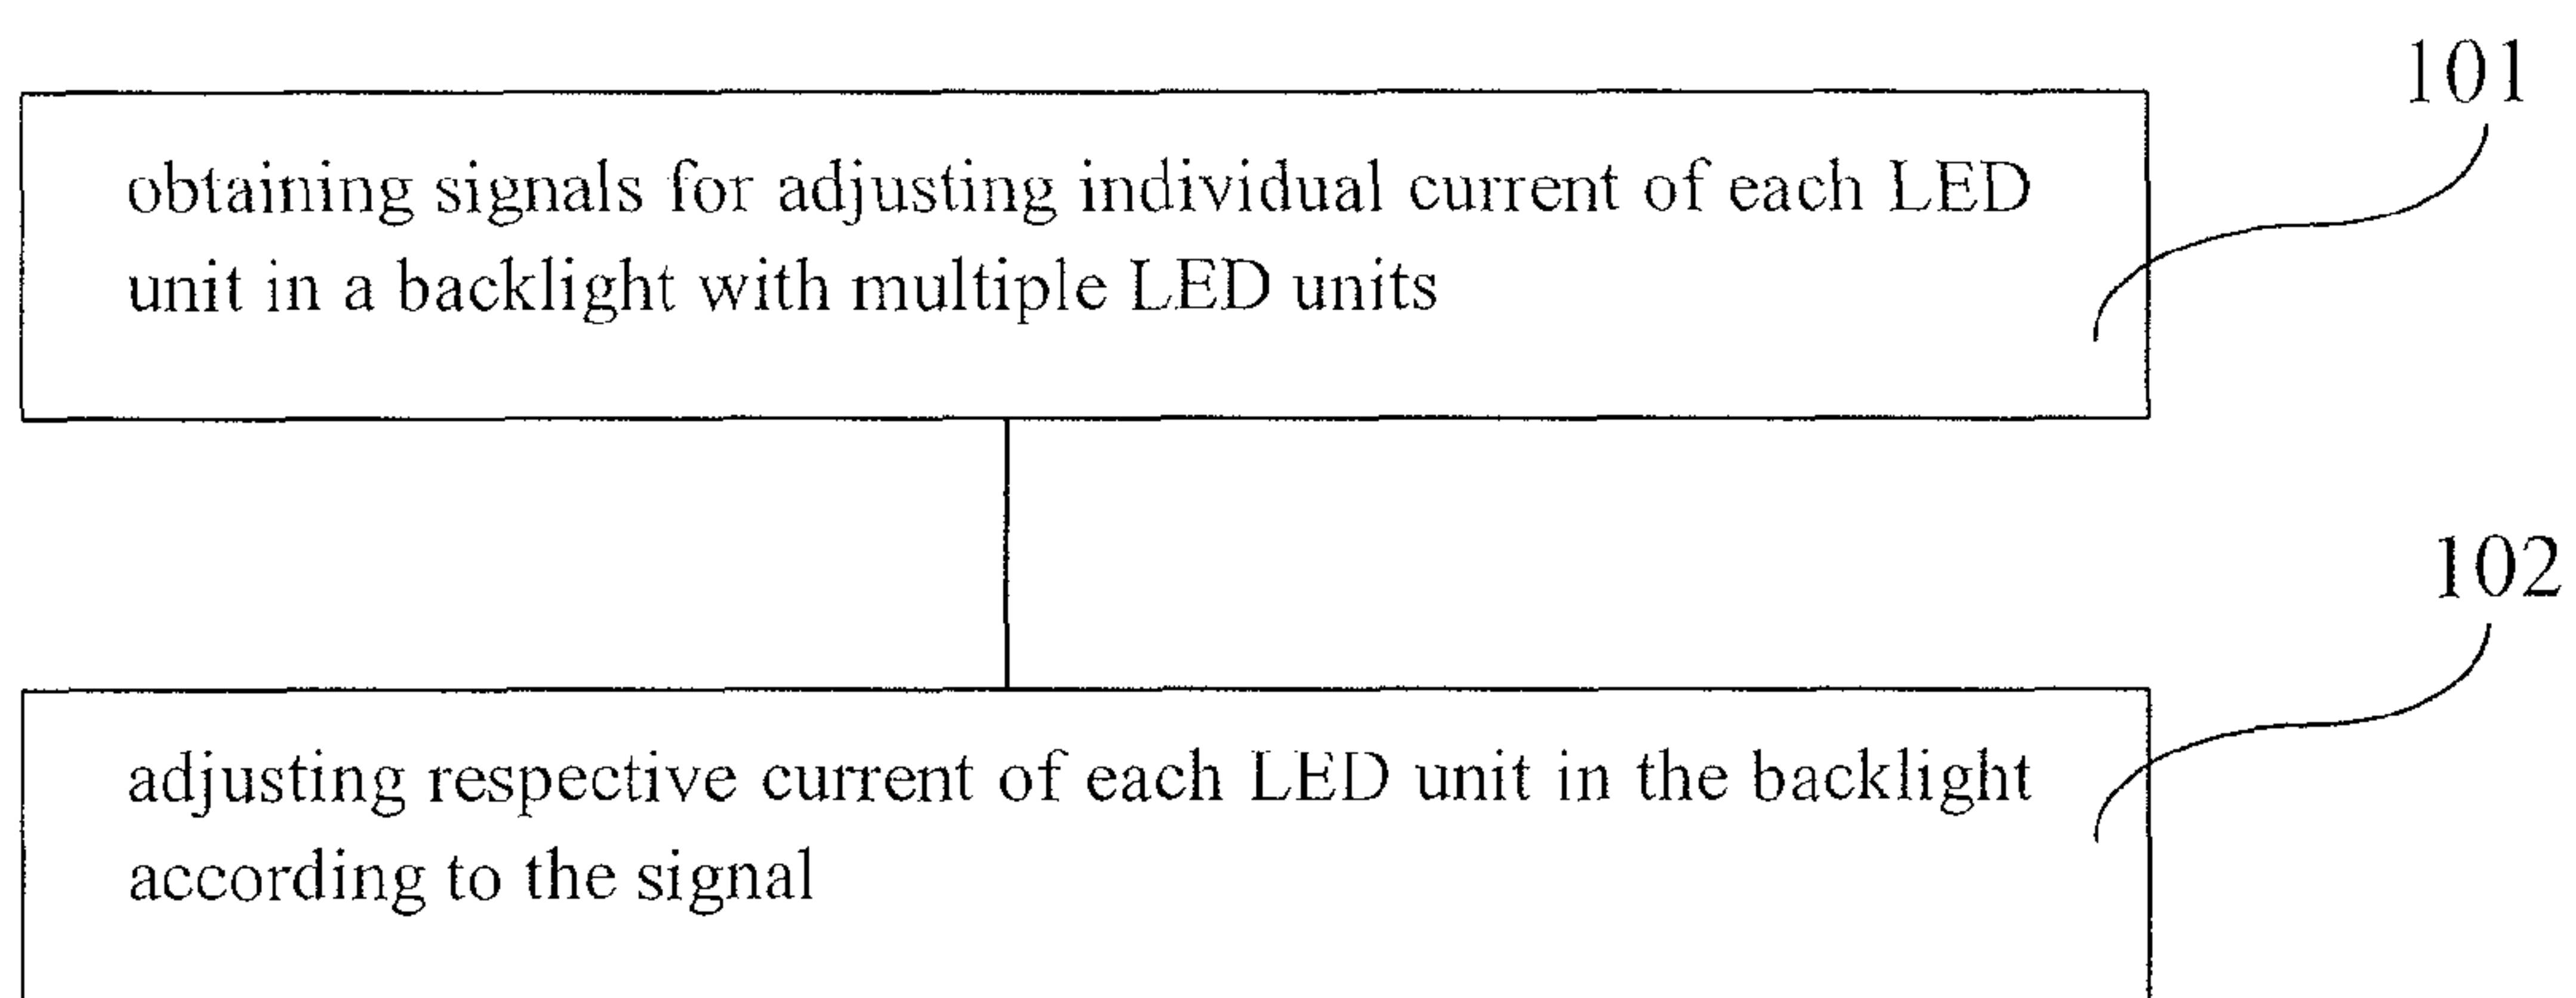 101
obtaining signals for adjusting individual current of each LED
unit in a backlight with multiple LED units
102
adjusting respective current of each LED unit in the backlight
according to the signal